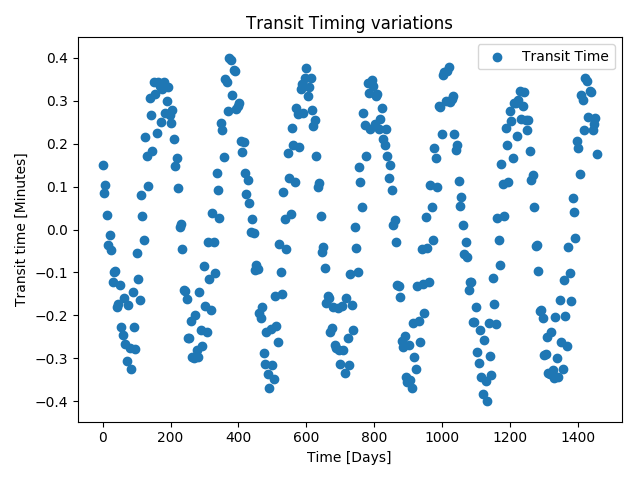 Transit Timing variations
Transit Time
Transit time [Minutes]
0.4
0.3
0.2
0.1
0.0
−0.1
−0.2
−0.3
−0.4
0 200 400 600 800 1000 1200 1400
Time [Days]